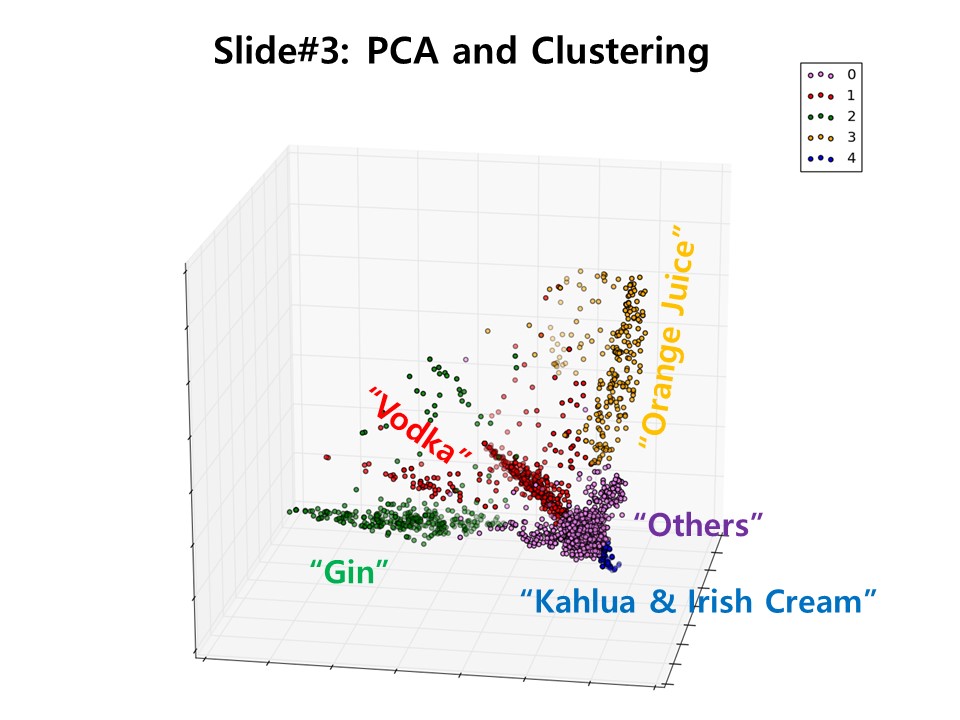 Slide#3: PCA and Clustering
0
1
2
3
4
“Orange Juice”
“Vodka”
“Others”
“Gin”
“Kahlua & Irish Cream”